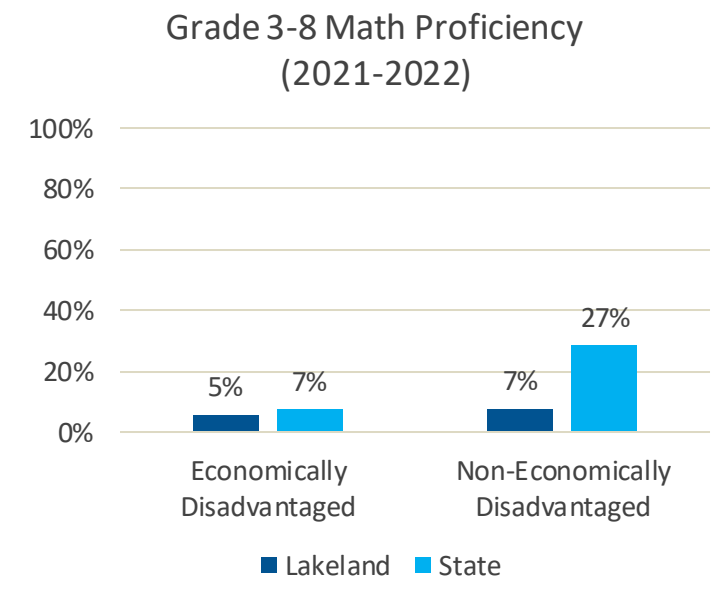 Grade 3-8 Math Proficiency
(2021-2022)
100%
80%
60%
40%
20%
0%
5%
7%
7%
27%
Economically
Disadvantaged
Non-Economically
Disadvantaged
Lakeland
State